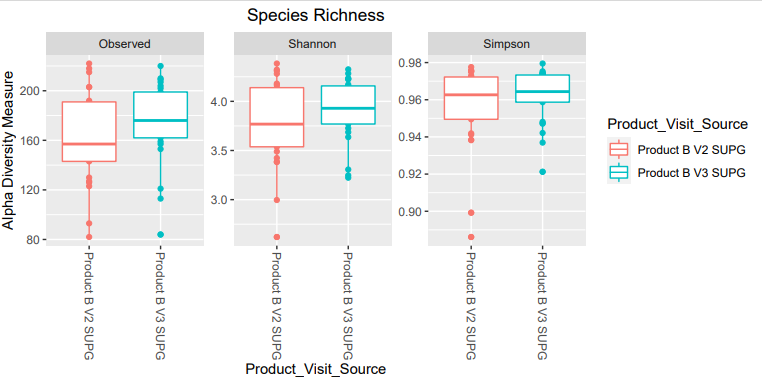 Species Richness
Observed
Shannon
Simpson
Alpha Diversity Measure
200
160
120
80
4.0
3.5
3.0
0.98
0.96
0.94
0.92
0.90
Product B V2 SUPG
Product B V3 SUPG
Product B V2 SUPG
Product B V3 SUPG
Product B V2 SUPG
Product B V3 SUPG
Product_Visit_Source
Product_Visit_Source
Product B V2 SUPG
Product B V3 SUPG